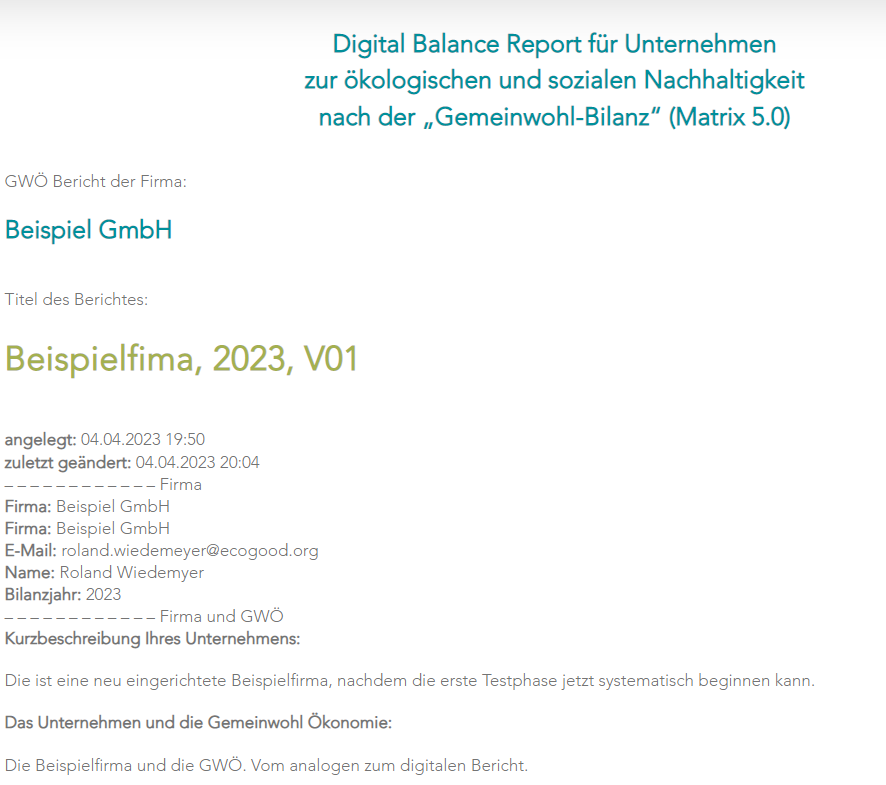 Digital Balance Report für Unternehmen
zur ökologischen und sozialen Nachhaltigkeit
nach der „Gemeinwohl-Bilanz“ (Matrix 5.0)
GWÖ Bericht der Firma:
Beispiel GmbH
Titel des Berichtes:
Beispielfima, 2023, V01
angelegt: 04.04.2023 19:50
zuletzt geändert: 04.04.2023 20:04
– – – – – – – – – – – – Firma
Firma: Beispiel GmbH
Firma: Beispiel GmbH
E-Mail: roland.wiedemeyer@ecogood.org
Name: Roland Wiedemyer
Bilanzjahr: 2023
– – – – – – – – – – – – Firma und GWÖ
Kurzbeschreibung Ihres Unternehmens:
Die ist eine neu eingerichtete Beispielfirma, nachdem die erste Testphase jetzt systematisch beginnen kann.
Das Unternehmen und die Gemeinwohl Ökonomie:
Die Beispielfirma und die GWÖ. Vom analogen zum digitalen Bericht.